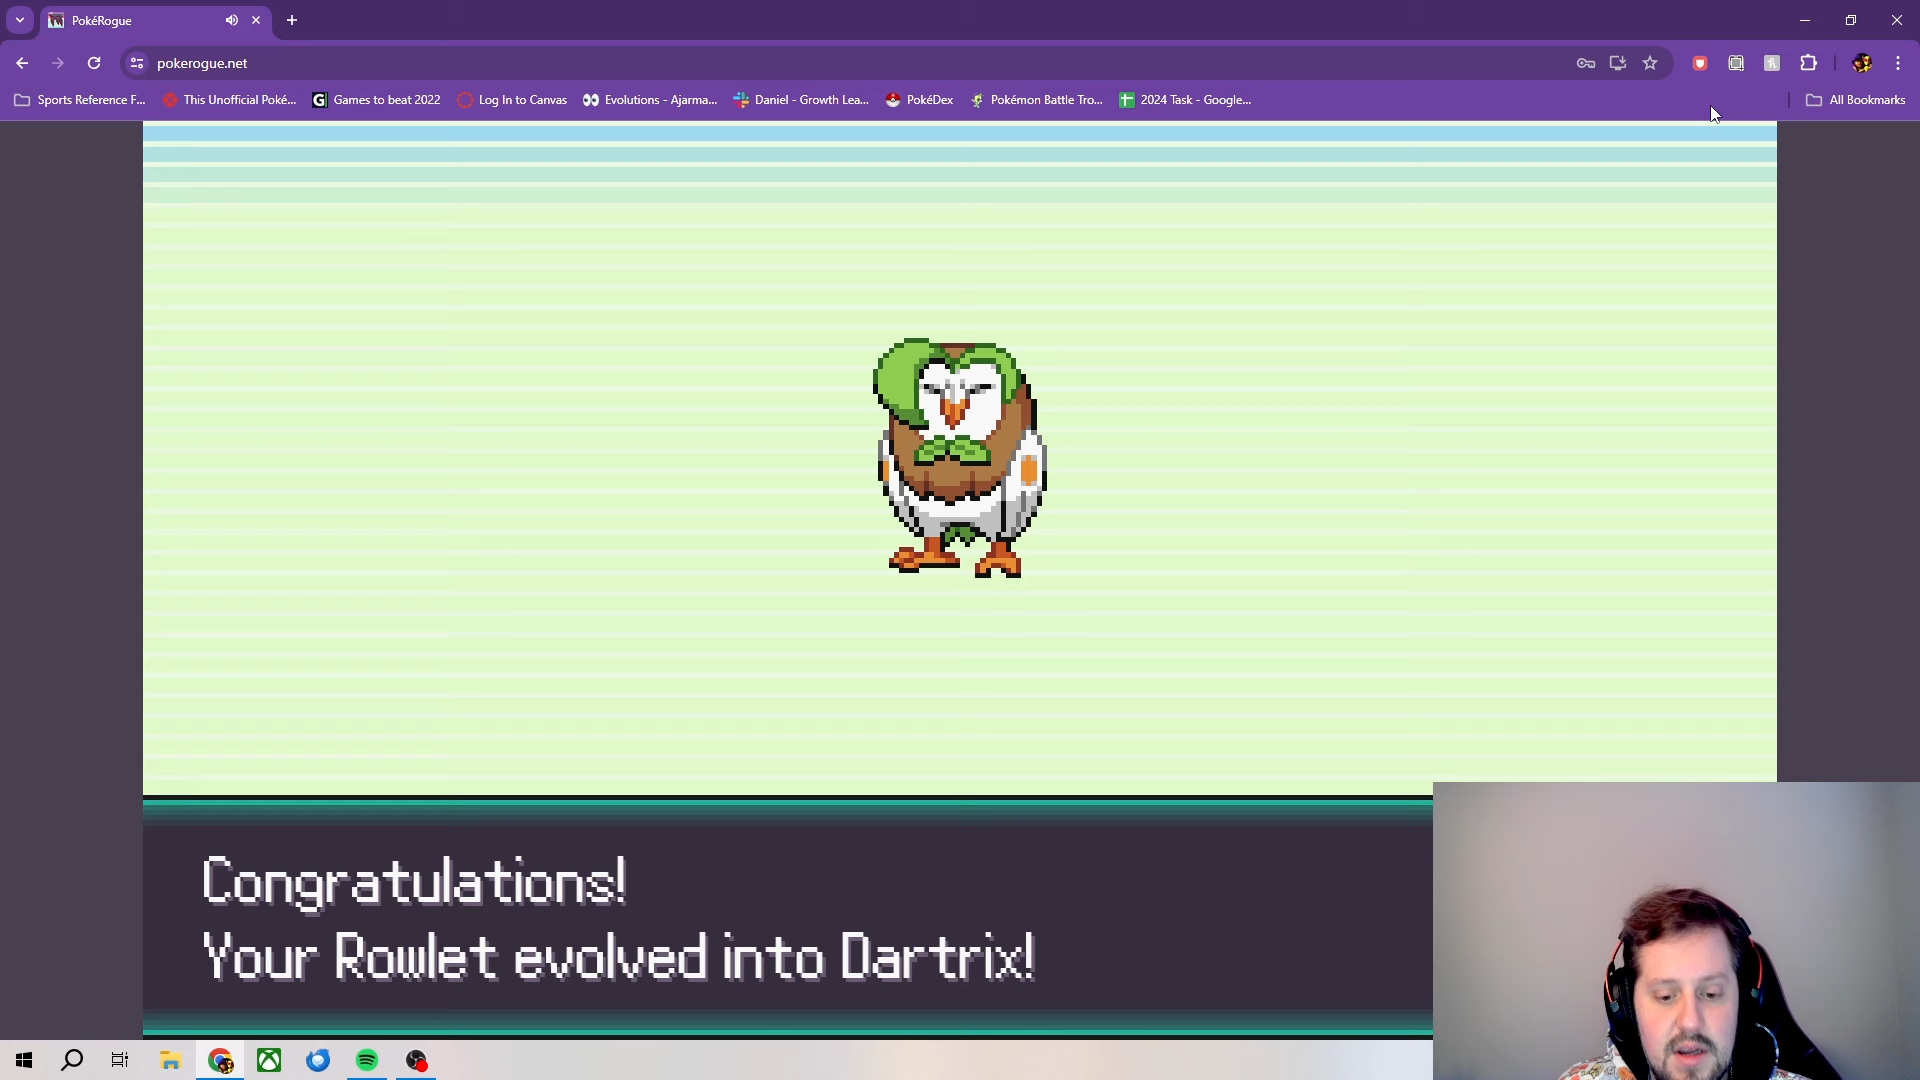 PokéRogue
pokerogue.net
Sports Reference F...
This Unofficial Poké...
Games to beat 2022
Log In to Canvas
Evolutions - Ajarma...
Daniel - Growth Lea...
PokéDex
Pokémon Battle Tro...
2024 Task - Google...
All Bookmarks
Congratulations!
Your Rowlet evolved into Dartrix!